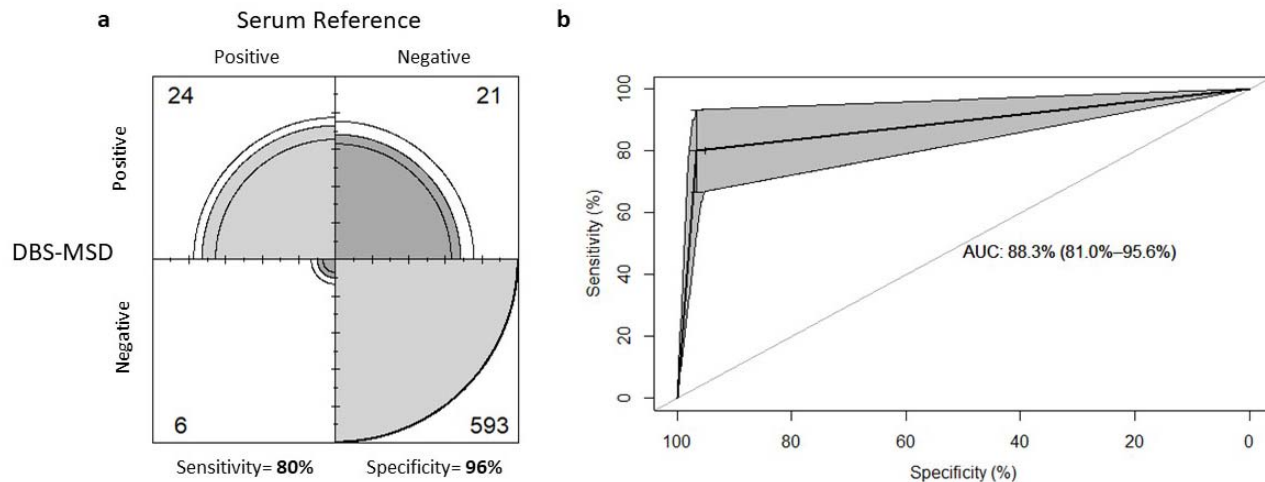 a
Serum Reference
Positive
Negative
24
21
Positive
DBS-MSD
Negative
6
593
Sensitivity= 80%
Specificity= 96%
b
100
80
60
40
20
0
Sensitivity (%)
AUC: 88.3% (81.0%–95.6%)
100
80
60
40
20
0
Specificity (%)